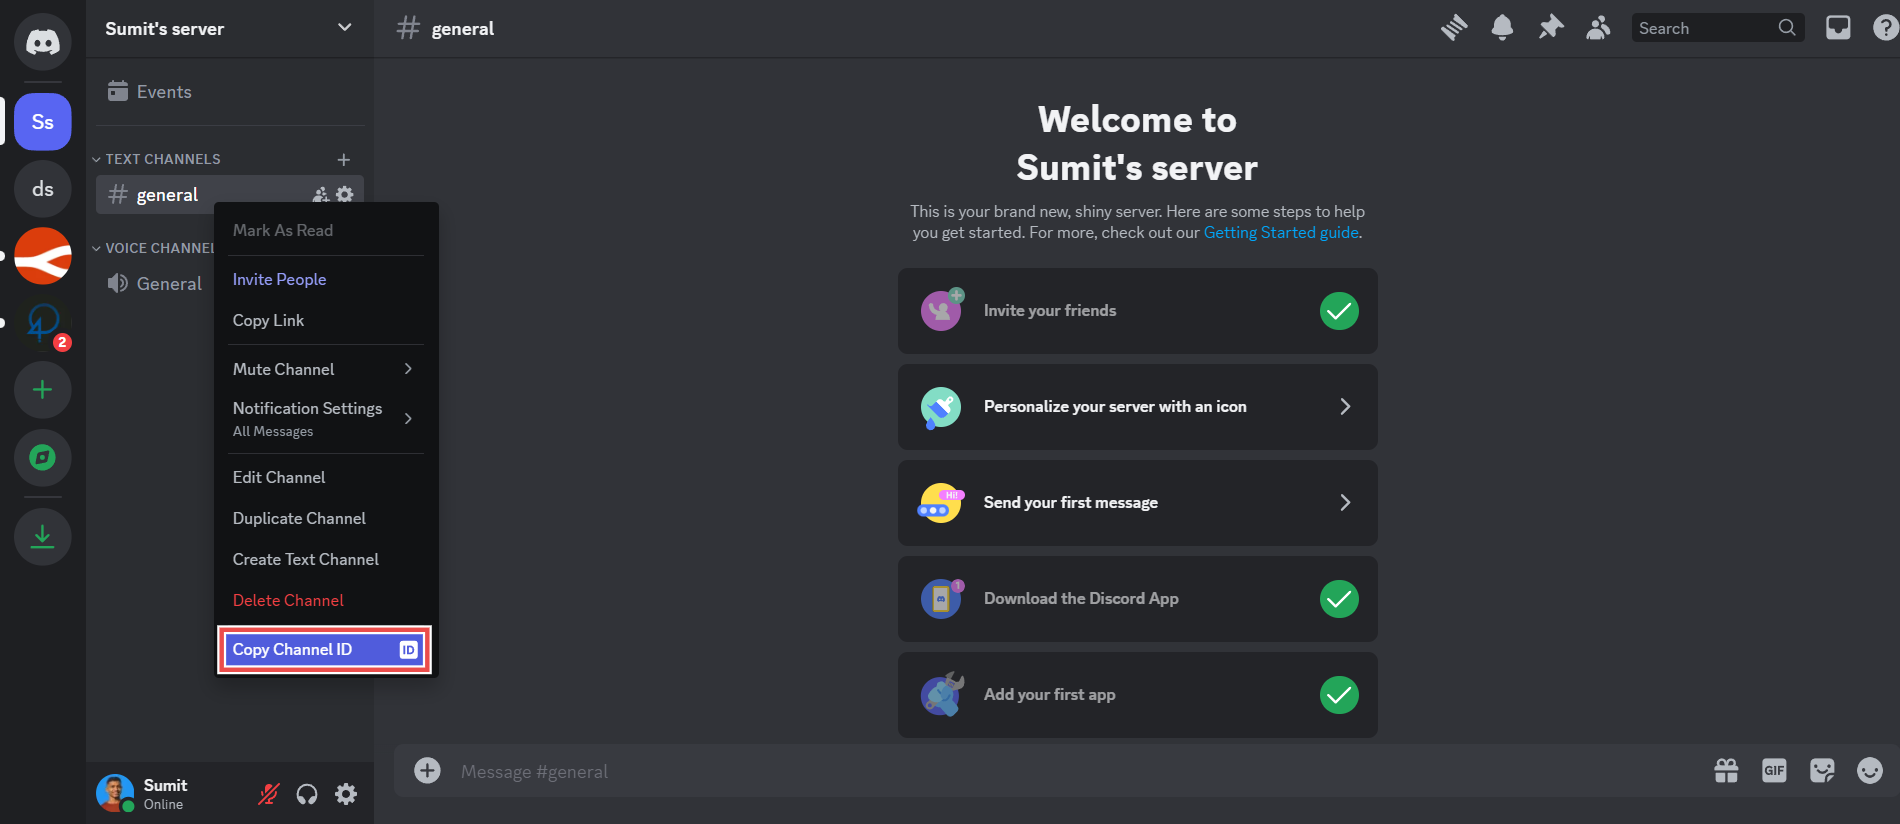 Sumit's server
Events
TEXT CHANNELS
general
VOICE CHANNEL
General
Ss
ds
2
Mark As Read
Invite People
Copy Link
Mute Channel
Notification Settings
All Messages
Edit Channel
Duplicate Channel
Create Text Channel
Delete Channel
Copy Channel ID ID
Sumit
Online
# general
Search
?
Welcome to
Sumit's server
This is your brand new, shiny server. Here are some steps to help
you get started. For more, check out our Getting Started guide.
Invite your friends
Personalize your server with an icon
Hi!
Send your first message
1
Download the Discord App
Add your first app
Message #general
GIF